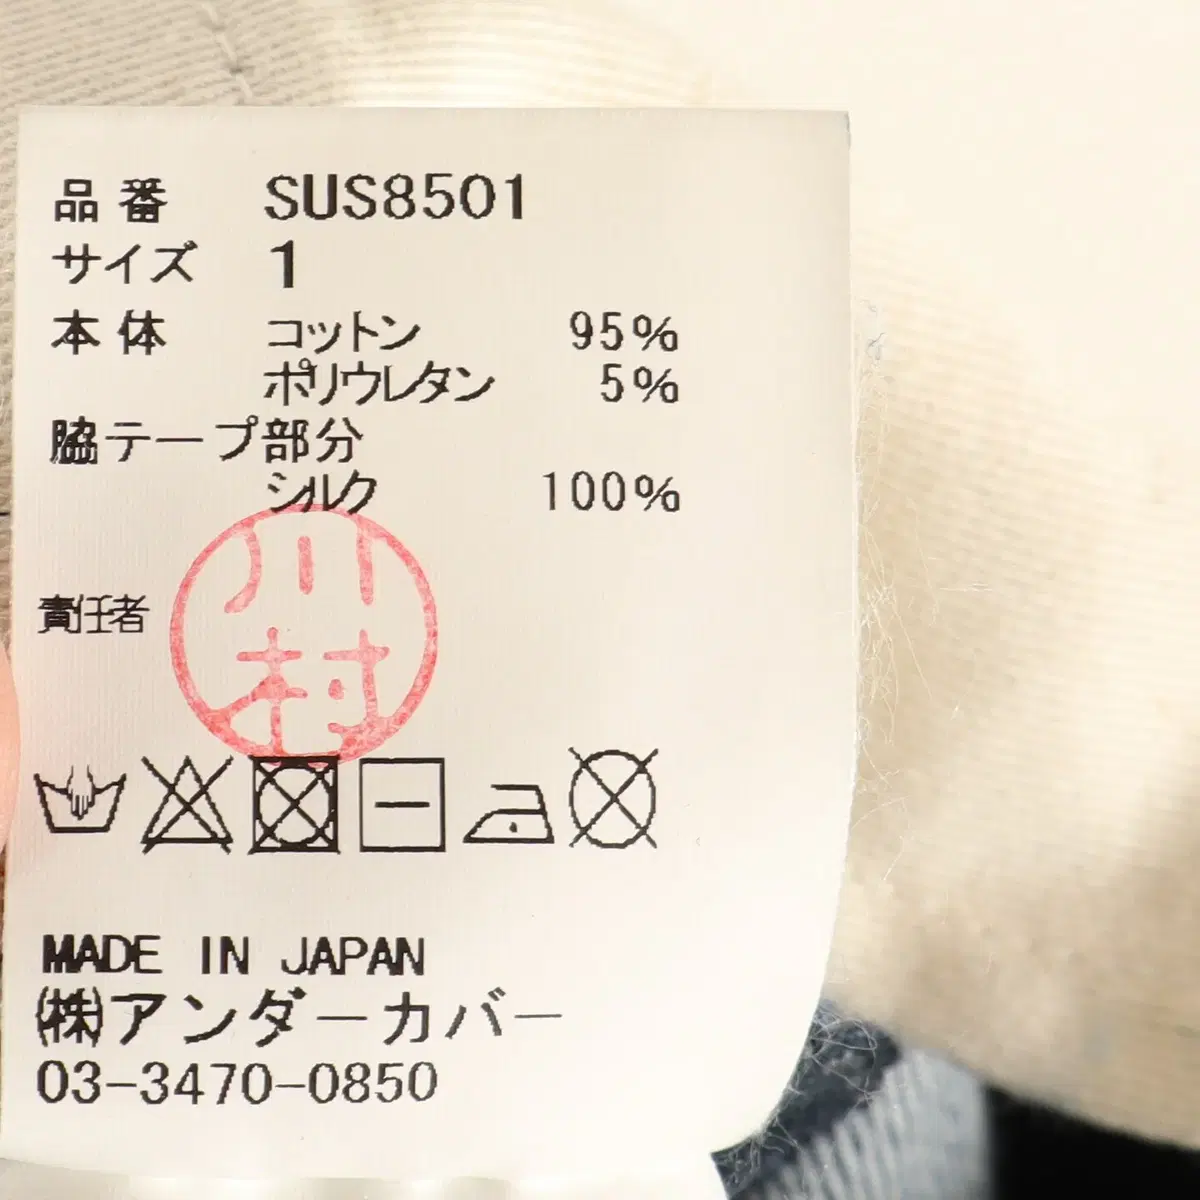 品番 SUS8501
サイズ 1
本体 コットン 95%
ポリウレタン 5%
脇テープ部分
シルク 100%
責任者 川村
MADE IN JAPAN
㈱アンダーカバー
03-3470-0850